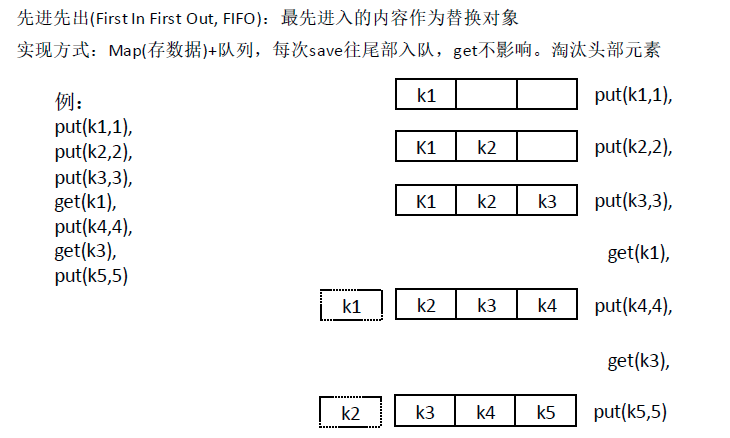 先进先出(First In First Out, FIFO)：最先进入的内容作为替换对象
实现方式：Map(存数据)+队列，每次save往尾部入队，get不影响。淘汰头部元素
例：
put(k1,1),
put(k2,2),
put(k3,3),
get(k1),
put(k4,4),
get(k3),
put(k5,5)
k1 put(k1,1),
K1 k2 put(k2,2),
K1 k2 k3 put(k3,3),
get(k1),
k1 k2 k3 k4 put(k4,4),
get(k3),
k2 k3 k4 k5 put(k5,5)